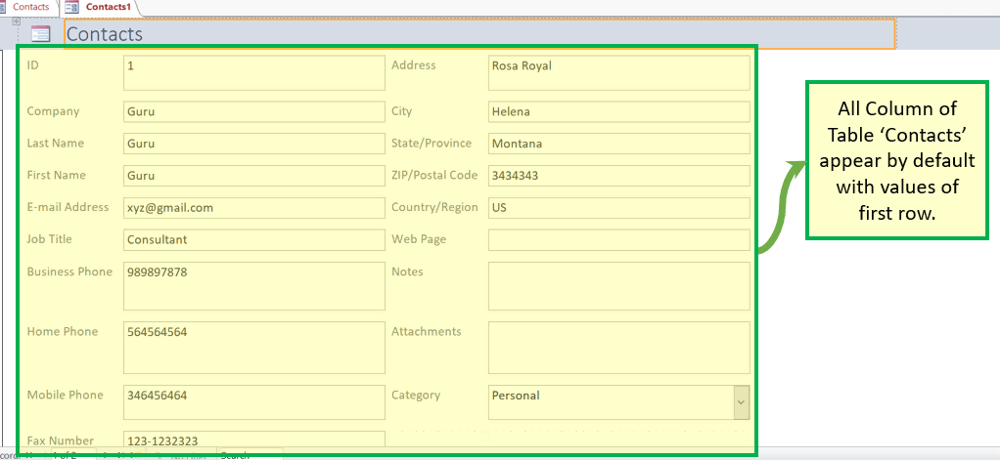 Contacts Contacts1
Contacts
ID 1 Address Rosa Royal
Company Guru City Helena
Last Name Guru State/Province Montana
First Name Guru ZIP/Postal Code 3434343
E-mail Address xyz@gmail.com Country/Region US
Job Title Consultant Web Page
Business Phone 989897878 Notes
Home Phone 564564564 Attachments
Mobile Phone 346456464 Category Personal
Fax Number 123-1232323
1 of 2 Search
All Column of
Table ‘Contacts’
appear by default
with values of
first row.